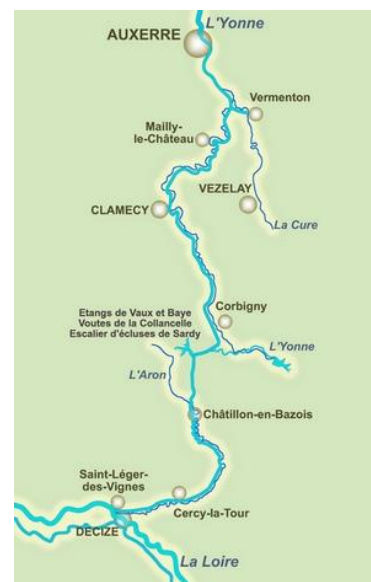 L'Yonne
AUXERRE
Vermenton
Mailly-
le-Château
VEZELAY
CLAMECY
La Cure
Corbigny
Etangs de Vaux et Baye
Voutes de la Collancelle
Escalier d'écluses de Sardy
L'Yonne
L'Aron
Châtillon-en-Bazois
Saint-Léger-
des-Vignes
Cercy-la-Tour
DECIZE
La Loire